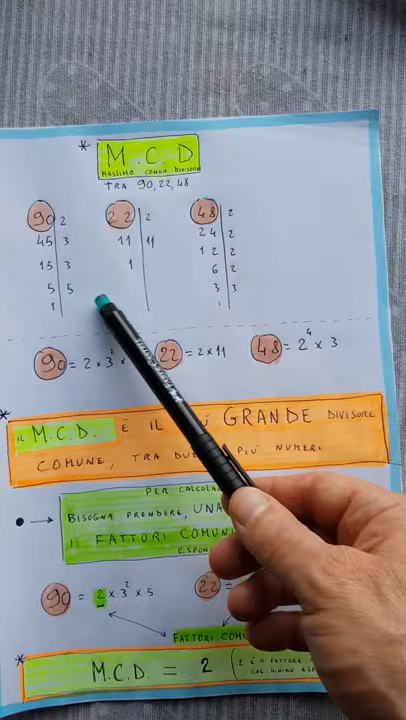 * M.C.D
MASSIMO COMUN DIVISORE
TRA 90, 22, 48
90 2 22 2 48 2
45 3 11 11 24 2
15 3 1 12 2
5 5 6 2
1 3 3
1
90 = 2 × 3² × 22 = 2 × 11 48 = 2⁴ × 3
* IL M.C.D. È IL GRANDE DIVISORE
COMUNE, TRA DUE PIÙ NUMERI
PER CALCOLA
BISOGNA PRENDERE, UNA
I FATTORI COMUN
ESPON
90 = 2 × 3² × 5 22 =
FATTORI COMU
* M.C.D. = 2 (2 È IL FATTORE
COL MINIMO ESP